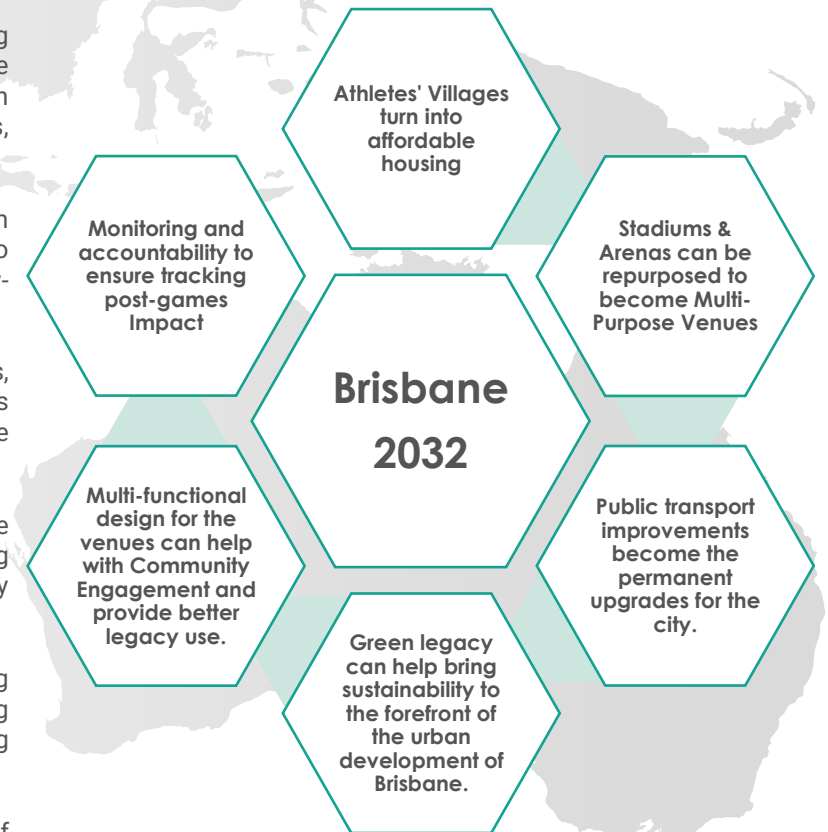 Athletes' Villages
turn into
affordable
housing
Monitoring and
accountability to
ensure tracking
post-games
Impact
Stadiums &
Arenas can be
repurposed to
become Multi-
Purpose Venues
Brisbane
2032
Multi-functional
design for the
venues can help
with Community
Engagement and
provide better
legacy use.
Public transport
improvements
become the
permanent
upgrades for the
city.
Green legacy
can help bring
sustainability to
the forefront of
the urban
development of
Brisbane.